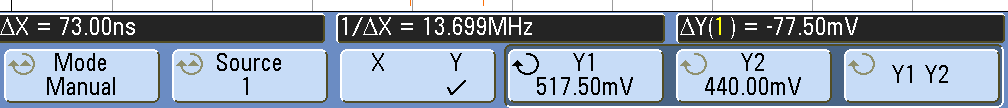 ΔX = 73.00ns 1/ΔX = 13.699MHz ΔY(1) = -77.50mV
Mode Source X Y Y1 Y2 Y1 Y2
Manual 1 517.50mV 440.00mV